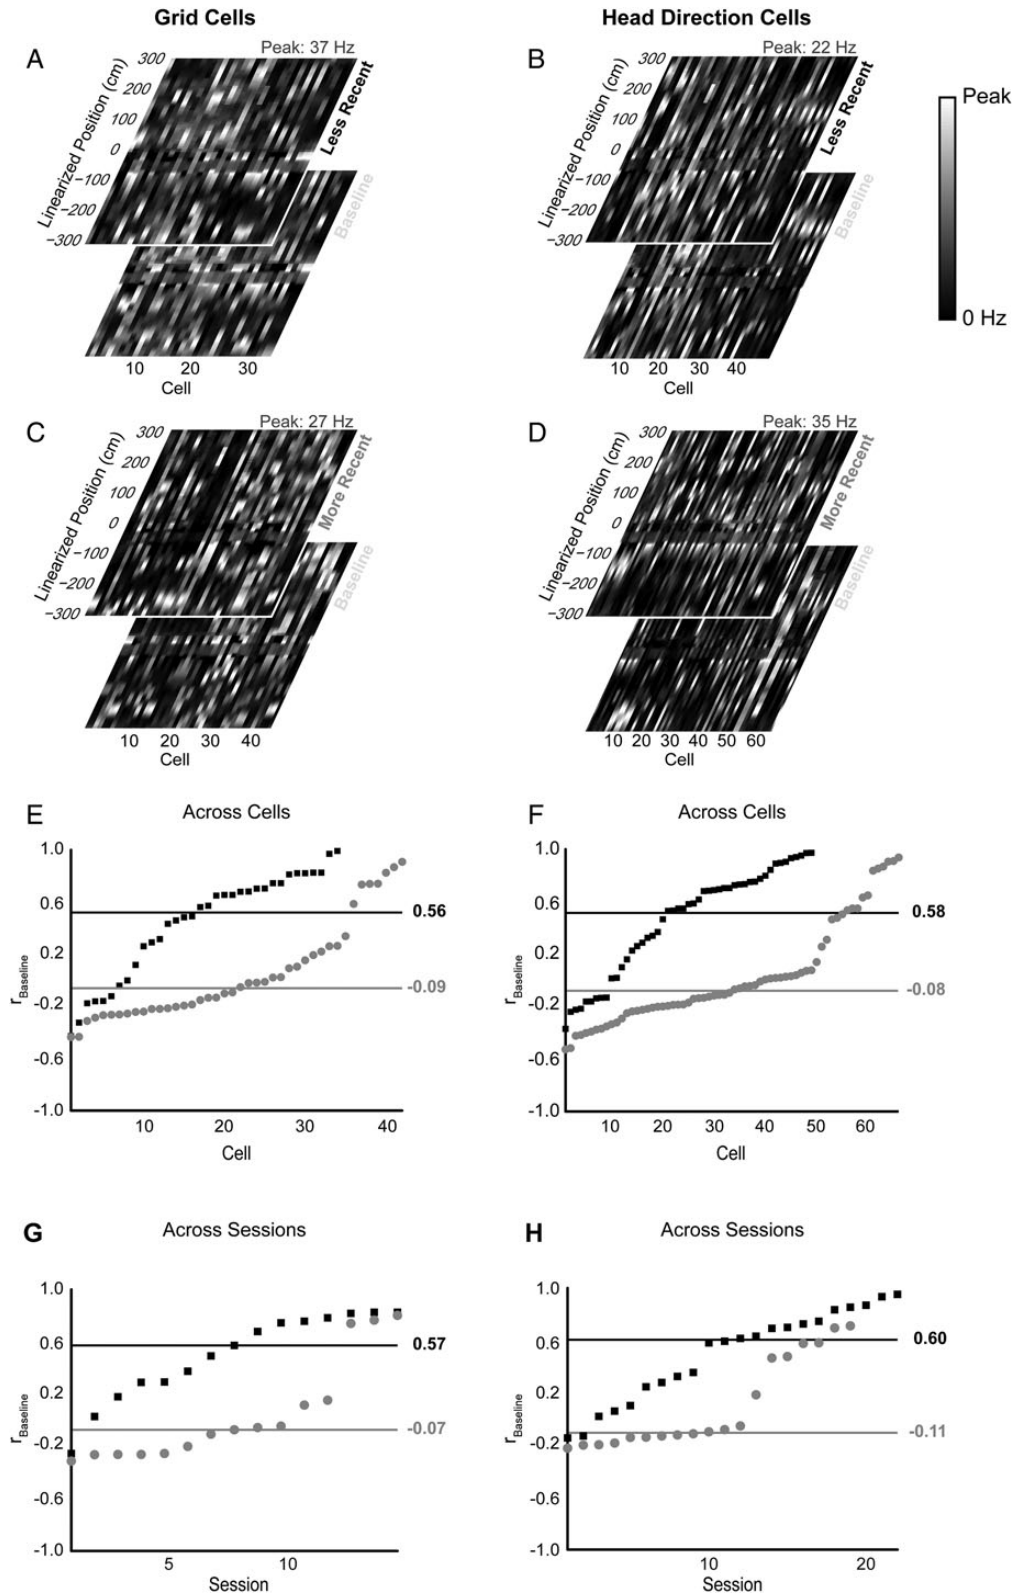 Grid Cells
Head Direction Cells
A
Peak: 37 Hz
Linearized Position (cm)
300
200
100
0
−100
−200
−300
Less Recent
Baseline
10 20 30
Cell
B
Peak: 22 Hz
Linearized Position (cm)
300
200
100
0
−100
−200
−300
Less Recent
Baseline
10 20 30 40
Cell
Peak
0 Hz
C
Peak: 27 Hz
Linearized Position (cm)
300
200
100
0
−100
−200
−300
More Recent
Baseline
10 20 30 40
Cell
D
Peak: 35 Hz
Linearized Position (cm)
300
200
100
0
−100
−200
−300
More Recent
Baseline
10 20 30 40 50 60
Cell
E
Across Cells
rBaseline
1.0
0.6
0.2
-0.2
-0.6
-1.0
0.56
-0.09
10 20 30 40
Cell
F
Across Cells
rBaseline
1.0
0.6
0.2
-0.2
-0.6
-1.0
0.58
-0.08
10 20 30 40 50 60
Cell
G
Across Sessions
rBaseline
1.0
0.6
0.2
-0.2
-0.6
-1.0
0.57
-0.07
5 10
Session
H
Across Sessions
rBaseline
1.0
0.6
0.2
-0.2
-0.6
-1.0
0.60
-0.11
10 20
Session